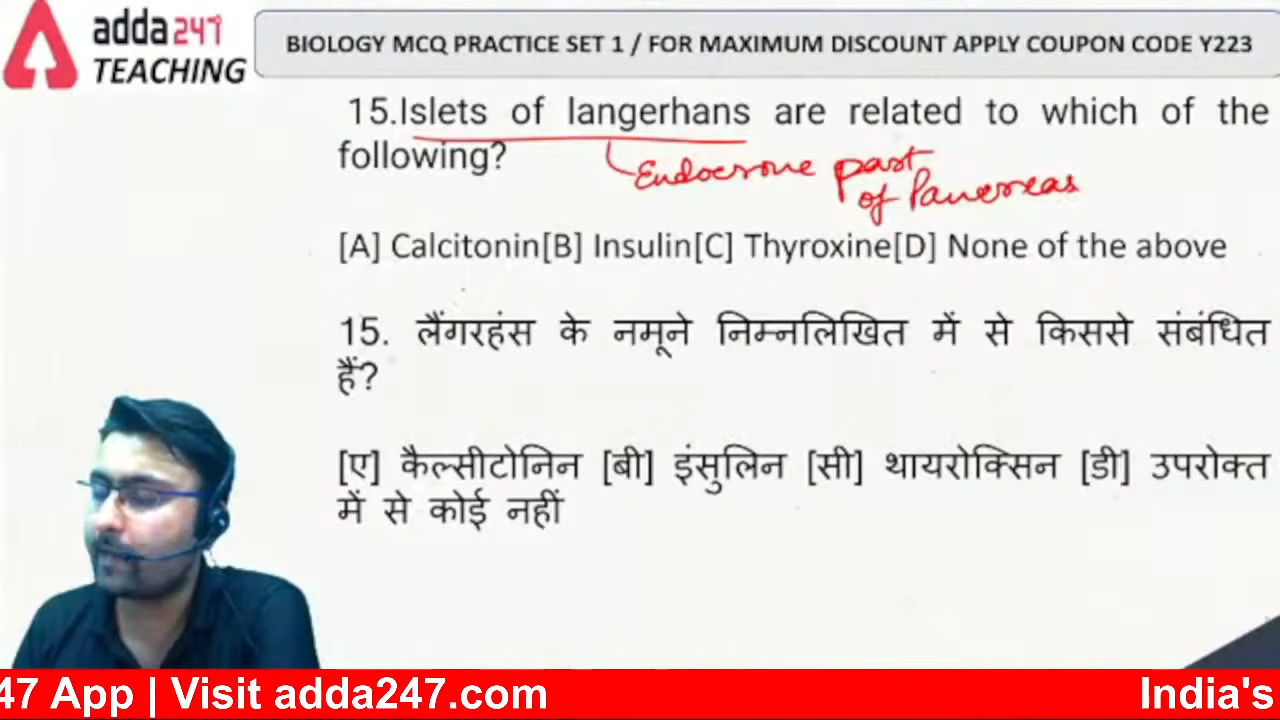 adda247
TEACHING
BIOLOGY MCQ PRACTICE SET 1 / FOR MAXIMUM DISCOUNT APPLY COUPON CODE Y223
15.Islets of langerhans are related to which of the
following?
Endocrone part
of Pancreas
[A] Calcitonin[B] Insulin[C] Thyroxine[D] None of the above
15. लैंगरहंस के नमूने निम्नलिखित में से किससे संबंधित
हैं?
[ए] कैल्सीटोनिन [बी] इंसुलिन [सी] थायरोक्सिन [डी] उपरोक्त
में से कोई नहीं
47 App | Visit adda247.com
India's